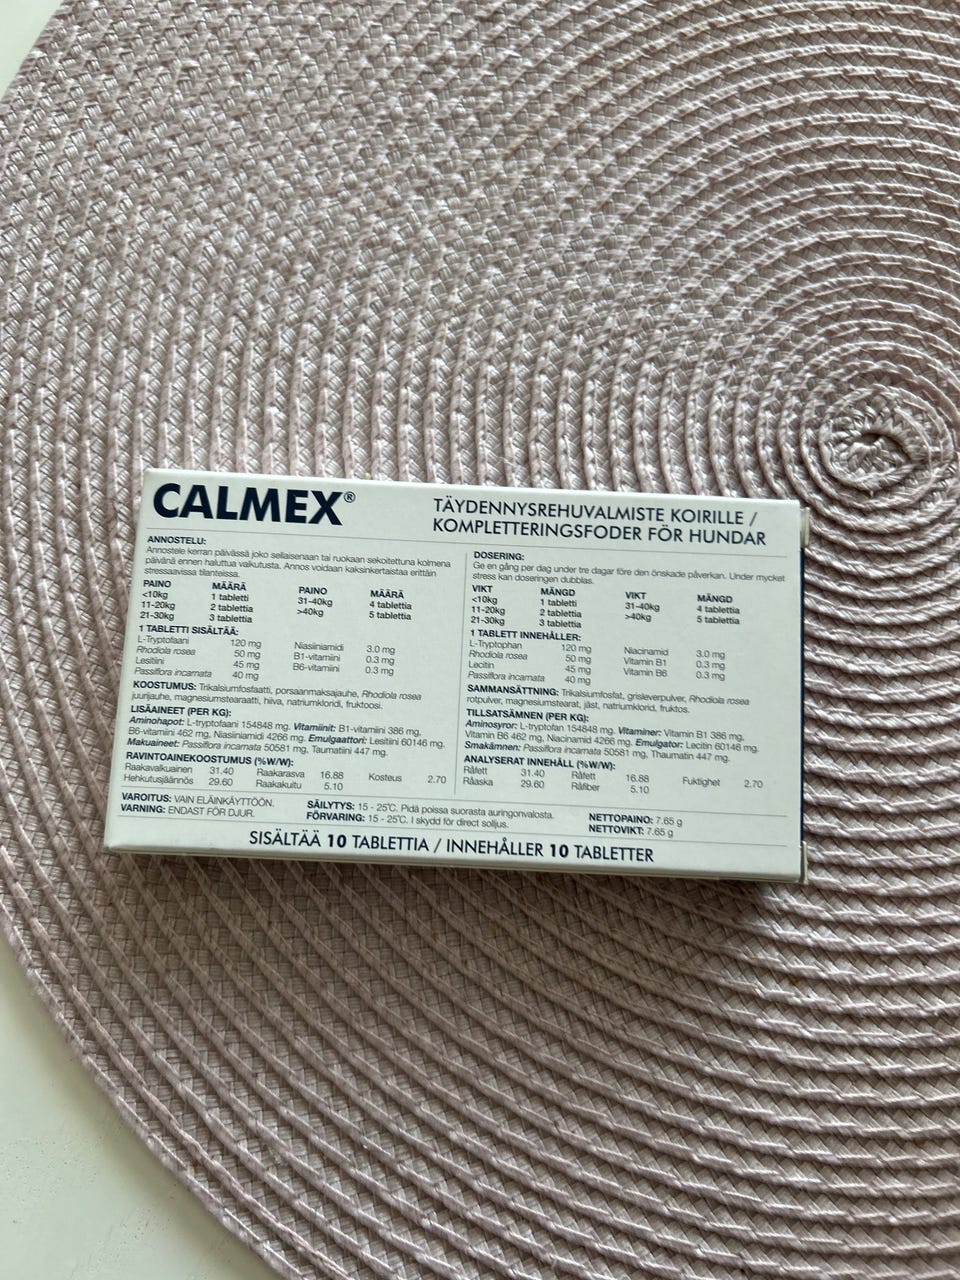 CALMEX®
TÄYDENNYSREHUVALMISTE KOIRILLE /
KOMPLETTERINGSFODER FÖR HUNDAR
ANNOSTELU:
Annostele kerran päivässä joko sellaisenaan tai ruokaan sekoitettuna kolmena
päivänä ennen haluttua vaikutusta. Annos voidaan kaksinkertaistaa erittäin
stressaavissa tilanteissa.
PAINO MÄÄRÄ PAINO MÄÄRÄ
<10kg 1 tabletti 31-40kg 4 tablettia
11-20kg 2 tablettia >40kg 5 tablettia
21-30kg 3 tablettia
1 TABLETTI SISÄLTÄÄ:
L-Tryptofaani 120 mg Niasiiniamidi 3.0 mg
Rhodiola rosea 50 mg B1-vitamiini 0.3 mg
Lesitiini 45 mg B6-vitamiini 0.3 mg
Passiflora incarnata 40 mg
KOOSTUMUS: Trikalsiumfosfaatti, porsaanmaksajauhe, Rhodiola rosea
juurijauhe, magnesiumstearaatti, hiiva, natriumkloridi, fruktoosi.
LISÄAINEET (PER KG):
Aminohapot: L-tryptofaani 154848 mg. Vitamiinit: B1-vitamiini 386 mg,
B6-vitamiini 462 mg, Niasiiniamidi 4266 mg. Emulgaattori: Lesitiini 60146 mg.
Makuaineet: Passiflora incarnata 50581 mg, Taumatiini 447 mg.
RAVINTOAINEKOOSTUMUS (%W/W):
Raakavalkuainen 31.40 Raakarasva 16.88 Kosteus 2.70
Hehkutusjäännös 29.60 Raakakuitu 5.10
DOSERING:
Ge en gång per dag under tre dagar före den önskade påverkan. Under mycket
stress kan doseringen dubblas.
VIKT MÄNGD VIKT MÄNGD
<10kg 1 tabletti 31-40kg 4 tablettia
11-20kg 2 tablettia >40kg 5 tablettia
21-30kg 3 tablettia
1 TABLETT INNEHÅLLER:
L-Tryptophan 120 mg Niacinamid 3.0 mg
Rhodiola rosea 50 mg Vitamin B1 0.3 mg
Lecitin 45 mg Vitamin B6 0.3 mg
Passiflora incarnata 40 mg
SAMMANSÄTTNING: Trikalsiumfosfat, grisleverpulver, Rhodiola rosea
rotpulver, magnesiumstearat, jäst, natriumklorid, fruktos.
TILLSATSÄMNEN (PER KG):
Aminosyror: L-tryptofan 154848 mg. Vitaminer: Vitamin B1 386 mg,
Vitamin B6 462 mg, Niacinamid 4266 mg. Emulgator: Lecitin 60146 mg.
Smakämnen: Passiflora incarnata 50581 mg, Thaumatin 447 mg.
ANALYSERAT INNEHÅLL (%W/W):
Råfett 31.40 Råfett 16.88 Fuktighet 2.70
Råaska 29.60 Råfiber 5.10
VAROITUS: VAIN ELÄINKÄYTTÖÖN.
VARNING: ENDAST FÖR DJUR.
SÄILYTYS: 15 - 25°C. Pidä poissa suorasta auringonvalosta.
FÖRVARING: 15 - 25°C. I skydd för direct solljus.
NETTOPAINO: 7.65 g
NETTOVIKT: 7.65 g
SISÄLTÄÄ 10 TABLETTIA / INNEHÅLLER 10 TABLETTER